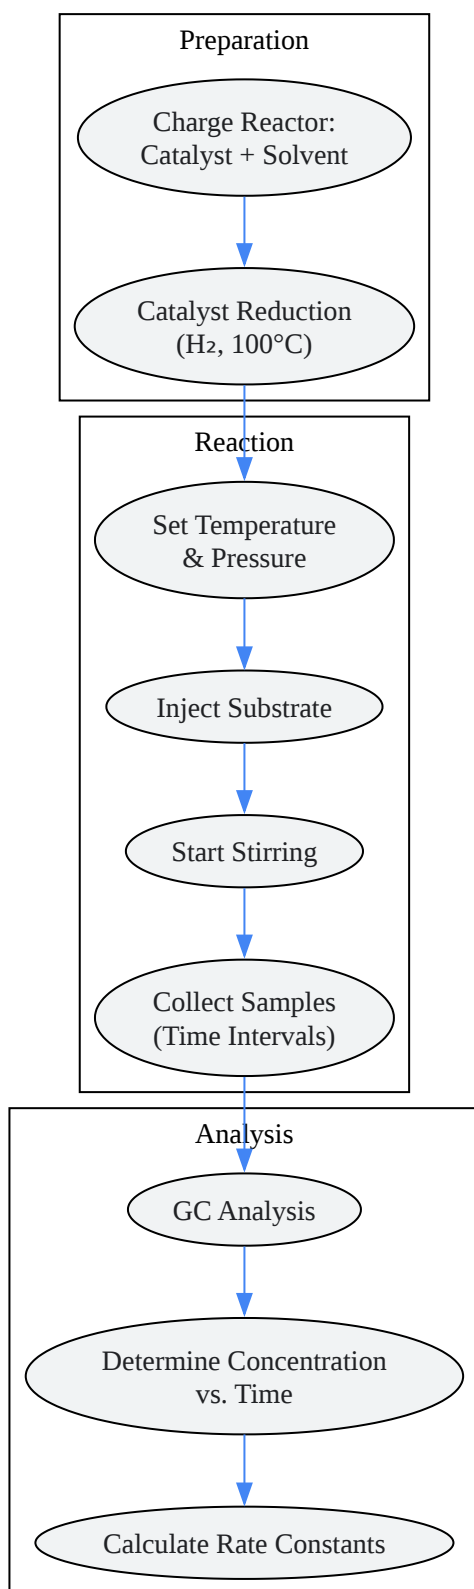 Preparation
Charge Reactor:
Catalyst + Solvent
Catalyst Reduction
(H₂, 100°C)
Reaction
Set Temperature
& Pressure
Inject Substrate
Start Stirring
Collect Samples
(Time Intervals)
Analysis
GC Analysis
Determine Concentration
vs. Time
Calculate Rate Constants